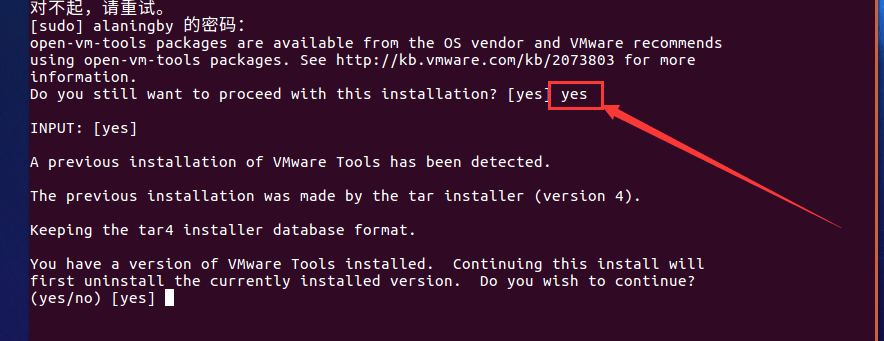 对不起，请重试。
[sudo] alaningby 的密码：
open-vm-tools packages are available from the OS vendor and VMware recommends
using open-vm-tools packages. See http://kb.vmware.com/kb/2073803 for more
information.
Do you still want to proceed with this installation? [yes] yes
INPUT: [yes]
A previous installation of VMware Tools has been detected.
The previous installation was made by the tar installer (version 4).
Keeping the tar4 installer database format.
You have a version of VMware Tools installed.  Continuing this install will
first uninstall the currently installed version.  Do you wish to continue?
(yes/no) [yes]